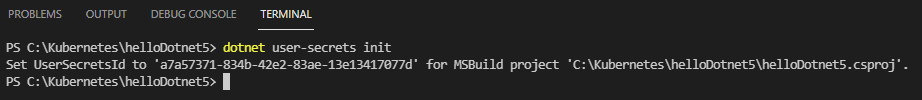 PROBLEMS OUTPUT DEBUG CONSOLE TERMINAL
PS C:\Kubernetes\helloDotnet5> dotnet user-secrets init
Set UserSecretsId to 'a7a57371-834b-42e2-83ae-13e13417077d' for MSBuild project 'C:\Kubernetes\helloDotnet5\helloDotnet5.csproj'.
PS C:\Kubernetes\helloDotnet5>